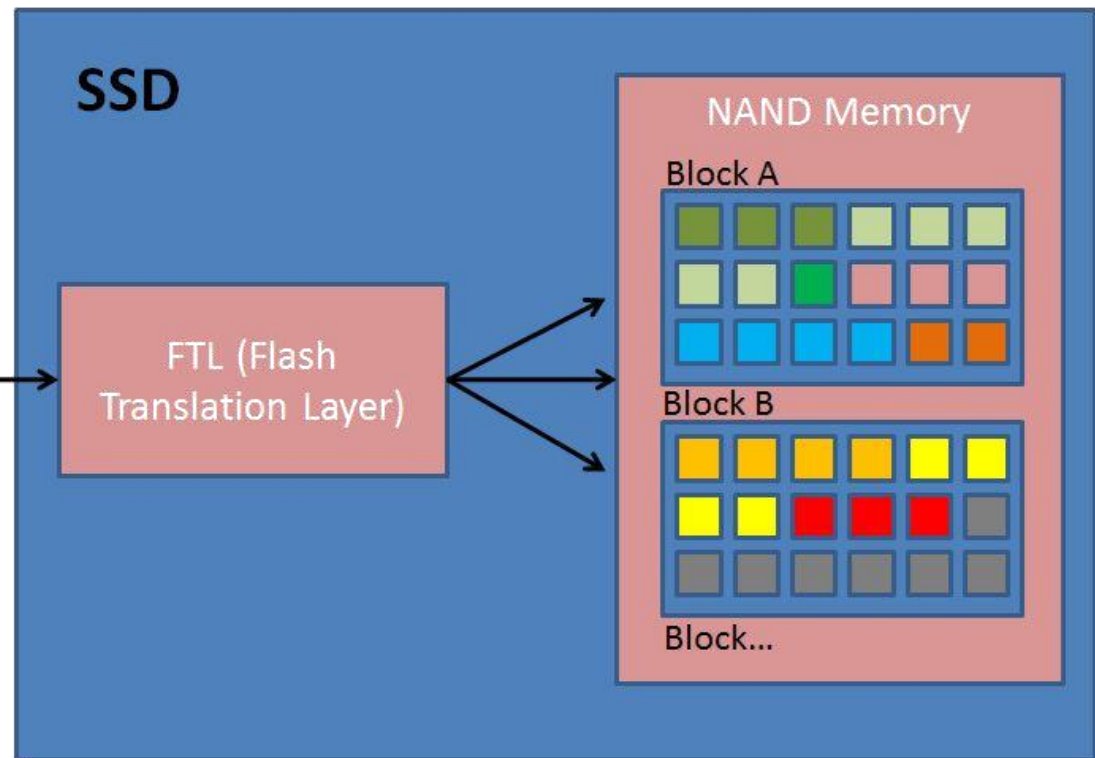 SSD
NAND Memory
Block A
FTL (Flash
Translation Layer)
Block B
Block...